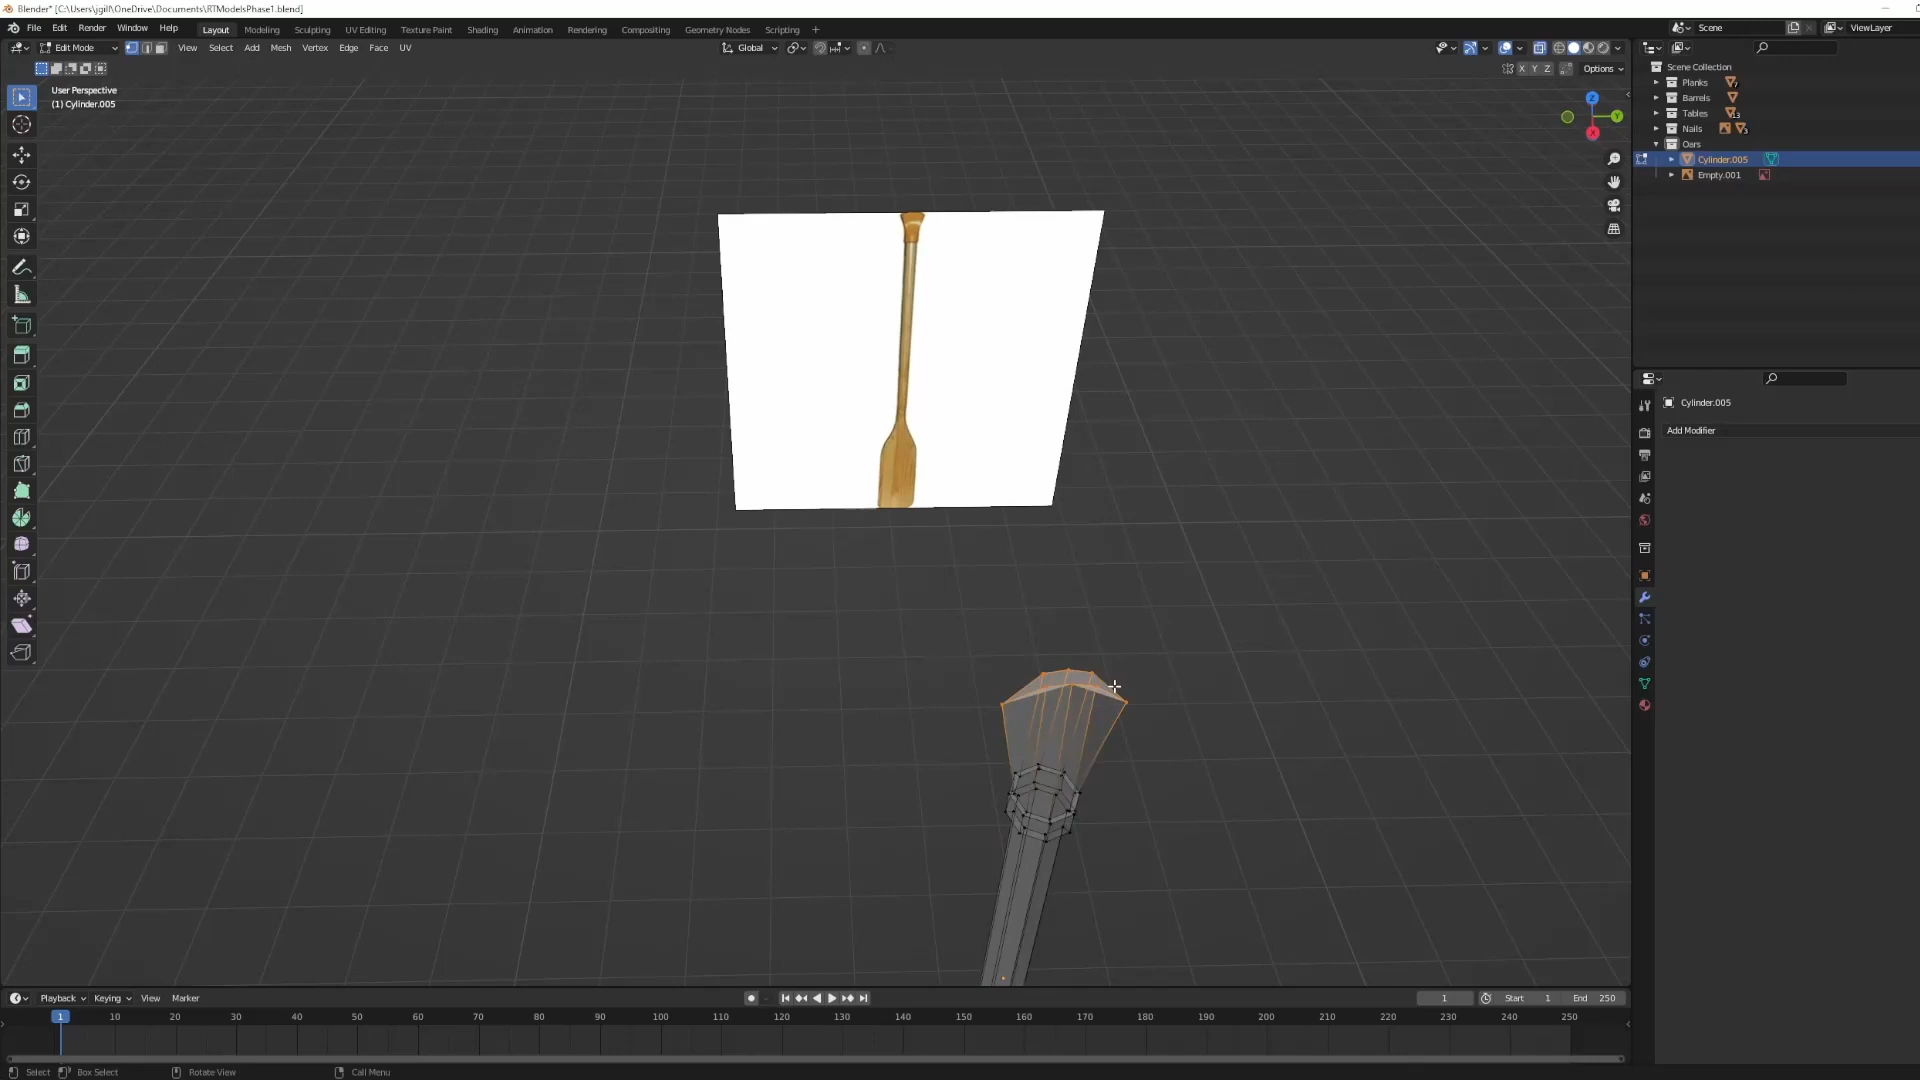 Blender* [C:\Users\jgill\OneDrive\Documents\RTModelsPhase1.blend]
File Edit Render Window Help Layout Modeling Sculpting UV Editing Texture Paint Shading Animation Rendering Compositing Geometry Nodes Scripting + Scene ViewLayer
Edit Mode View Select Add Mesh Vertex Edge Face UV Global
X Y Z Options
User Perspective
(1) Cylinder.005
Z
Y
X
Scene Collection
Planks
Barrels
Tables 13
Nails 3
Oars
Cylinder.005
Empty.001
Cylinder.005
Add Modifier
Playback Keying View Marker 1 Start 1 End 250
1 10 20 30 40 50 60 70 80 90 100 110 120 130 140 150 160 170 180 190 200 210 220 230 240 250
Select Box Select Rotate View Call Menu